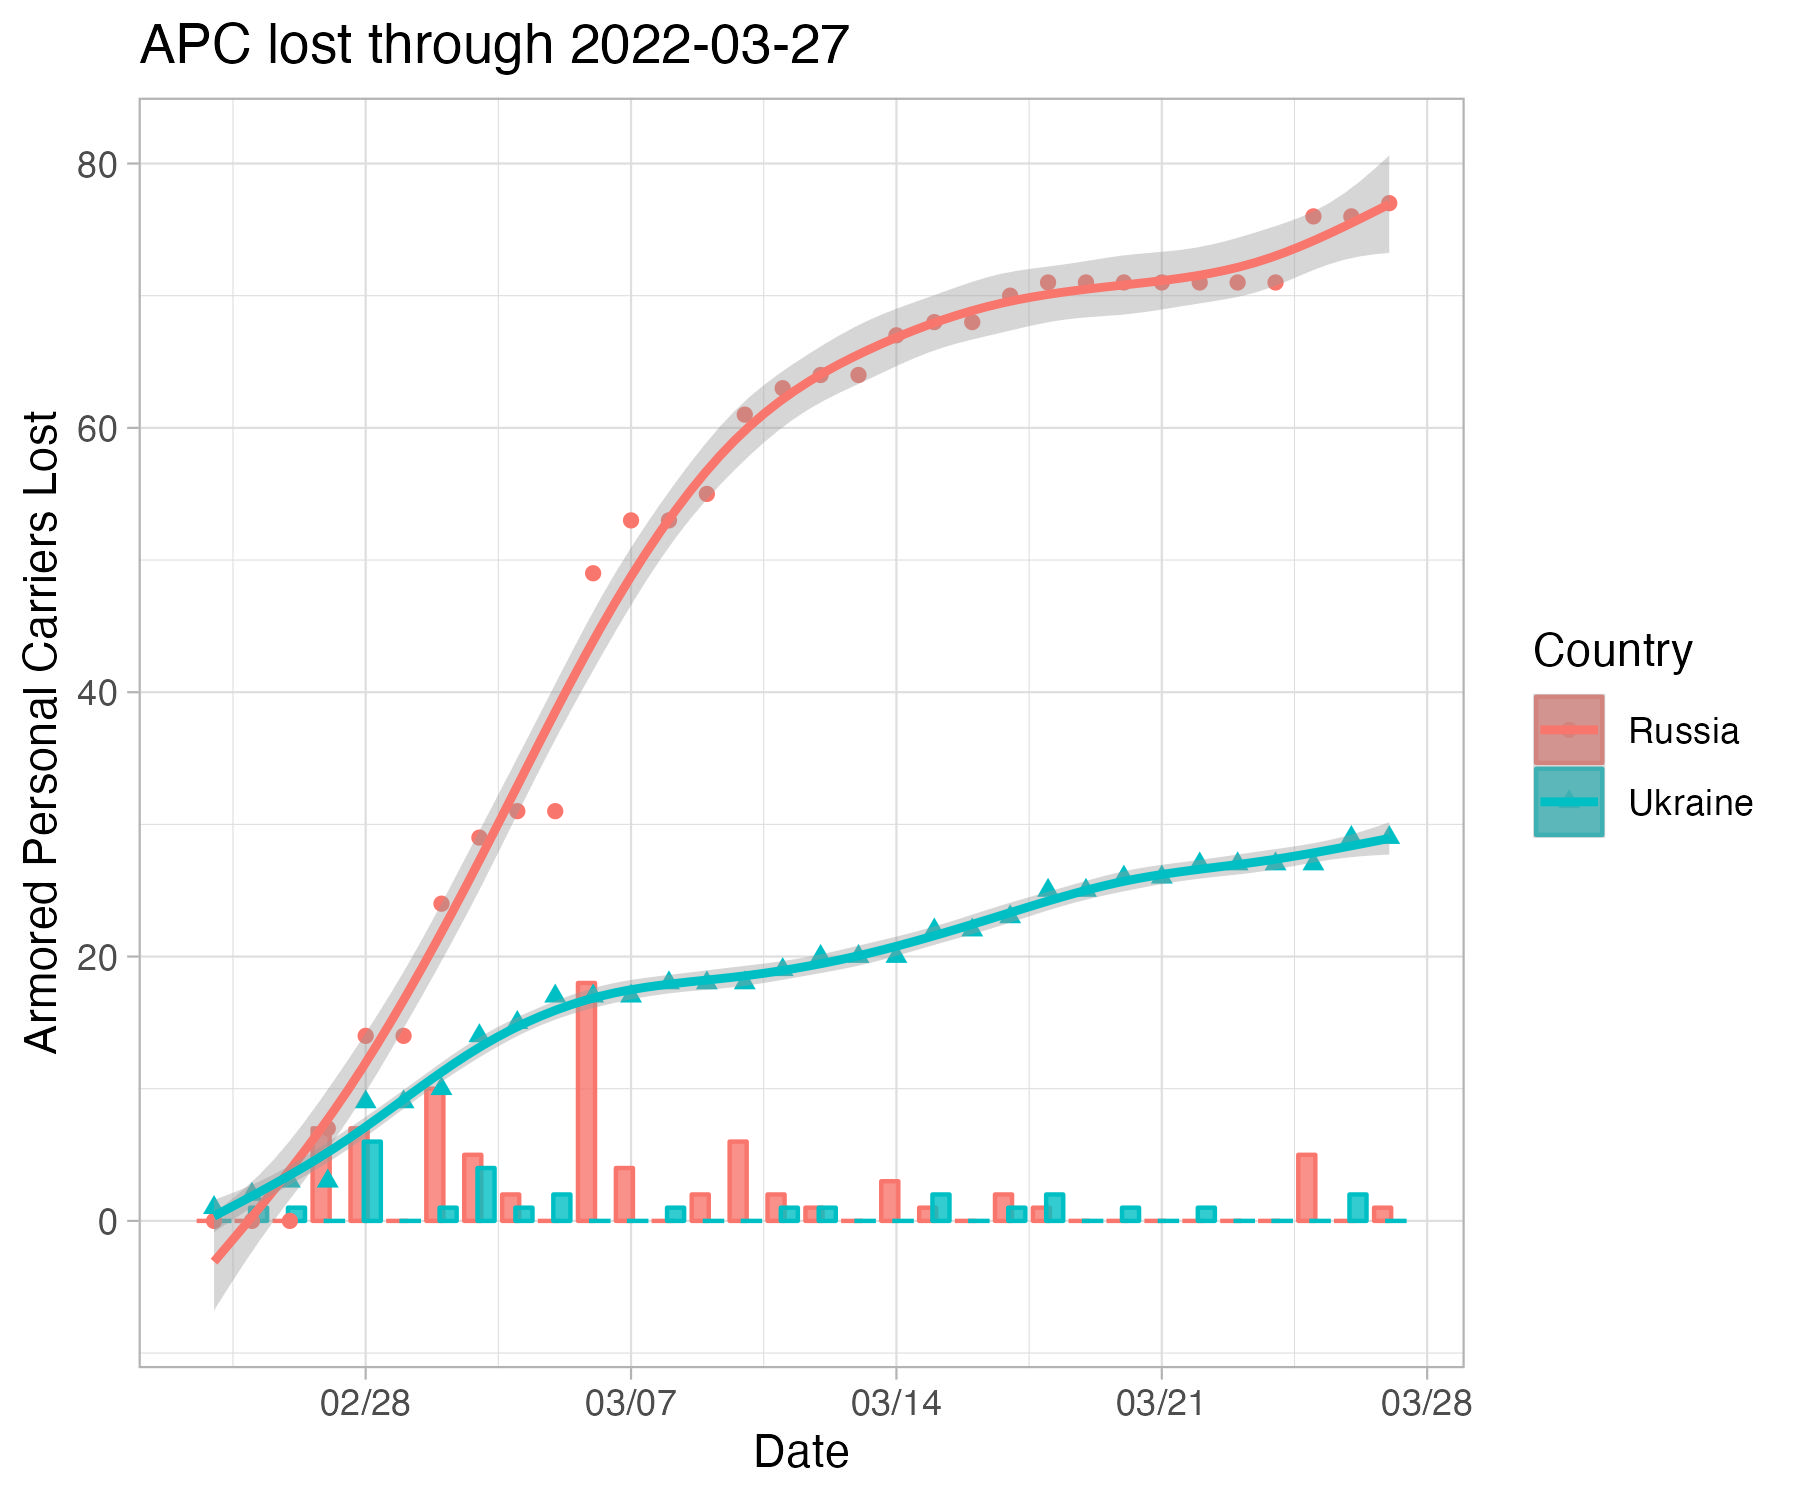 APC lost through 2022-03-27
Armored Personal Carriers Lost
80
60
40
20
0
02/28
03/07
03/14
03/21
03/28
Date
Country
Russia
Ukraine